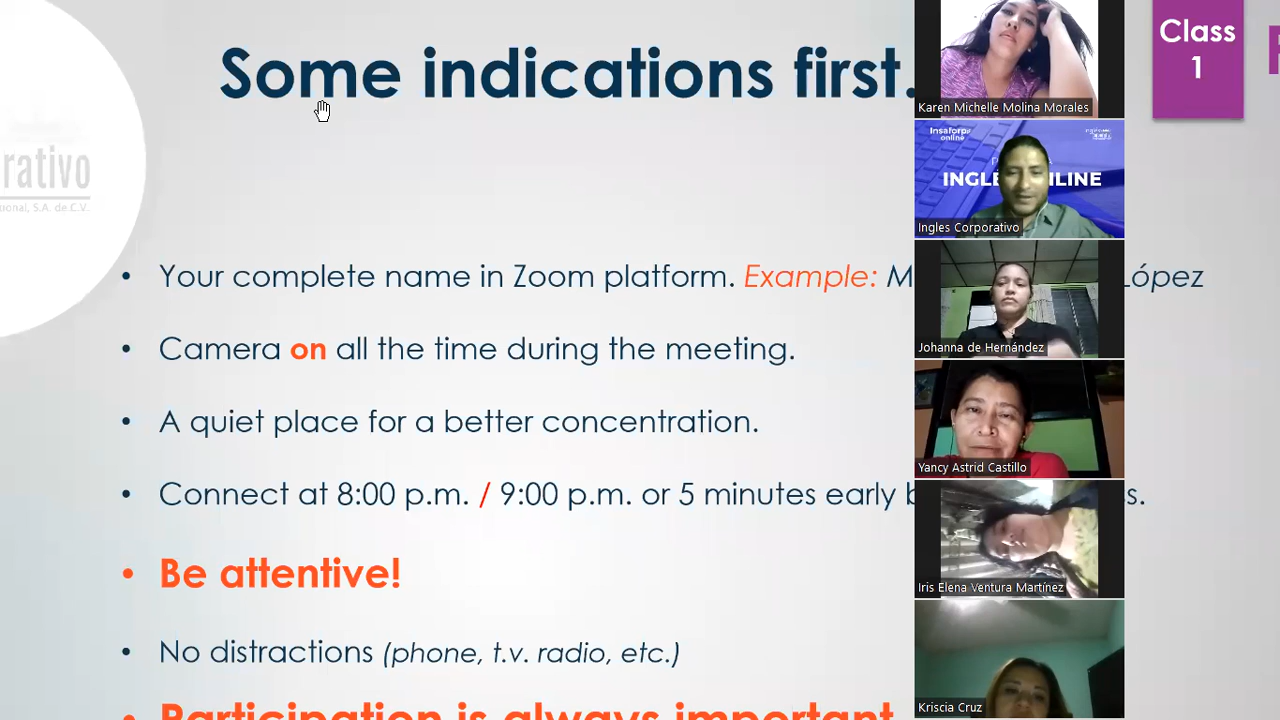 Some indications first.
Class
1
rativo
ional, S.A. de C.V.
• Your complete name in Zoom platform. Example: M López
• Camera on all the time during the meeting.
• A quiet place for a better concentration.
• Connect at 8:00 p.m. / 9:00 p.m. or 5 minutes early b s.
• Be attentive!
• No distractions (phone, t.v. radio, etc.)
• Participation is always important
Karen Michelle Molina Morales
Insaforp
online
INGLE NLINE
Ingles Corporativo
Johanna de Hernández
Yancy Astrid Castillo
Iris Elena Ventura Martínez
Kriscia Cruz